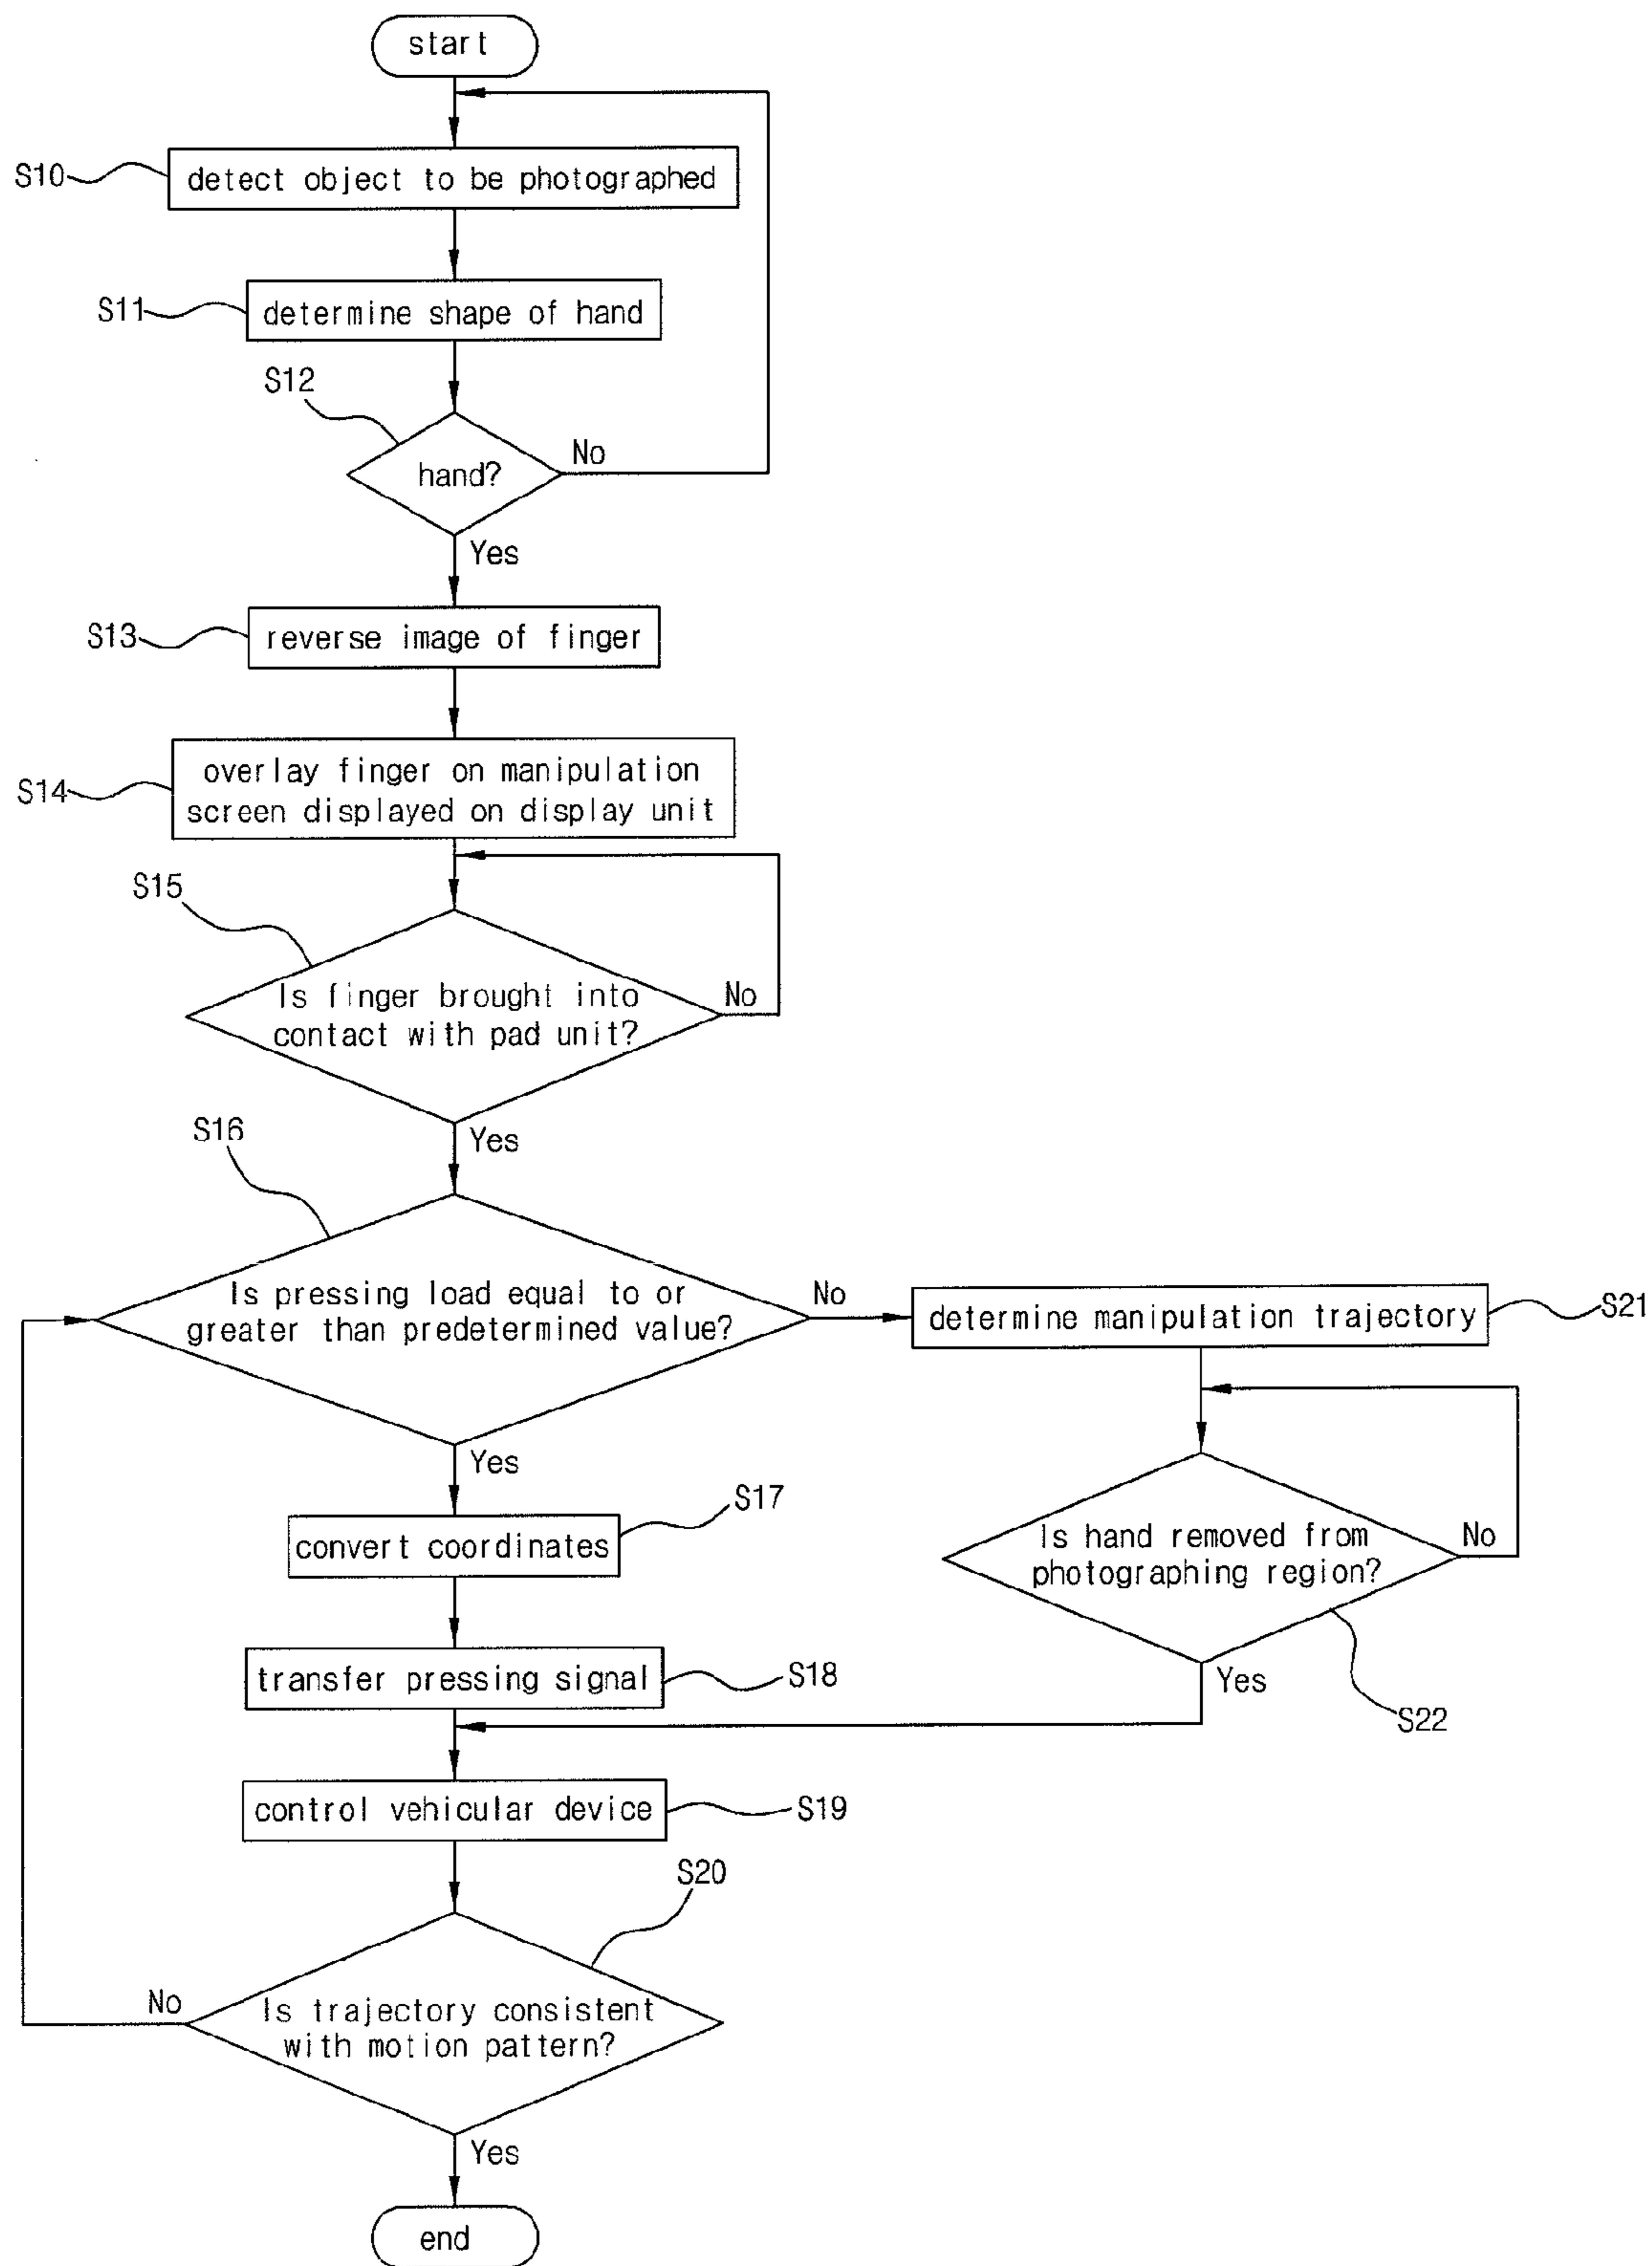 start
S10
detect object to be photographed
S11
determine shape of hand
S12
hand?
No
Yes
S13
reverse image of finger
S14
overlay finger on manipulation
screen displayed on display unit
S15
Is finger brought into
contact with pad unit?
No
Yes
S16
Is pressing load equal to or
greater than predetermined value?
No
determine manipulation trajectory
S21
Yes
S17
convert coordinates
Is hand removed from
photographing region?
No
Yes
S22
transfer pressing signal
S18
control vehicular device
S19
S20
No
Is trajectory consistent
with motion pattern?
Yes
end